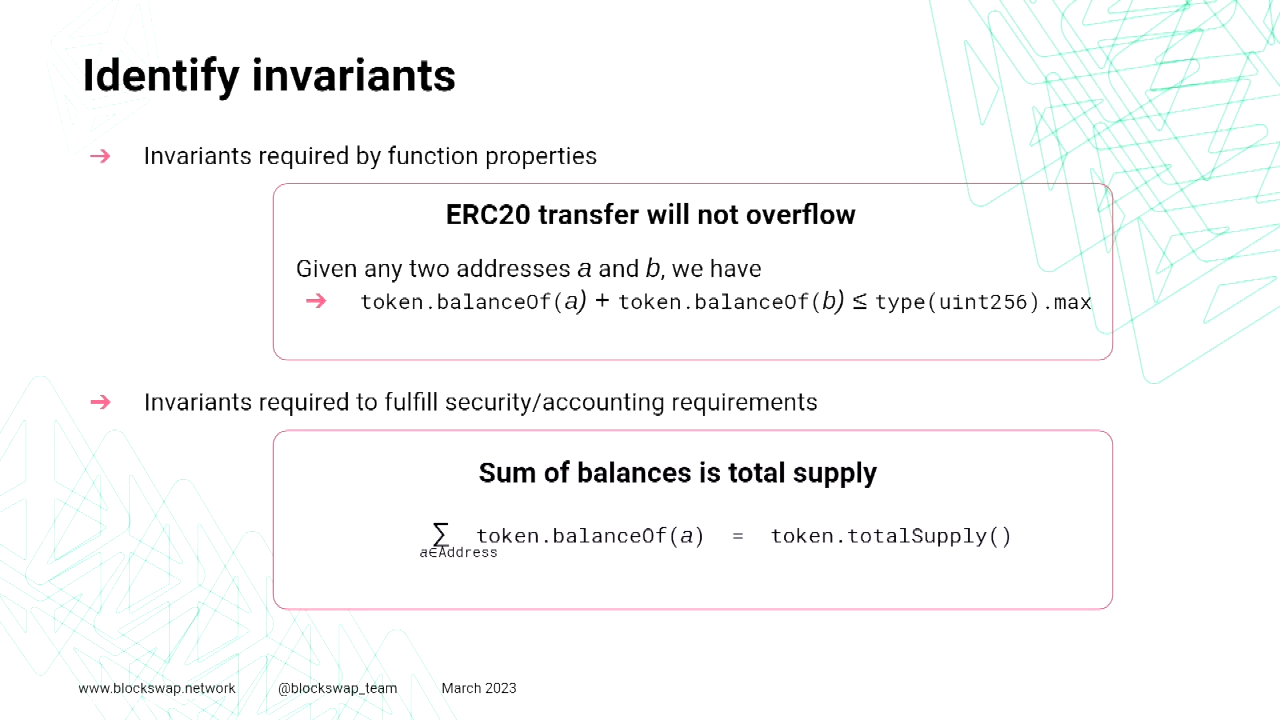 Identify invariants
➔ Invariants required by function properties
ERC20 transfer will not overflow
Given any two addresses a and b, we have
➔ token.balanceOf(a) + token.balanceOf(b) ≤ type(uint256).max
➔ Invariants required to fulfill security/accounting requirements
Sum of balances is total supply
∑ token.balanceOf(a) = token.totalSupply()
a∈Address
www.blockswap.network @blockswap_team March 2023